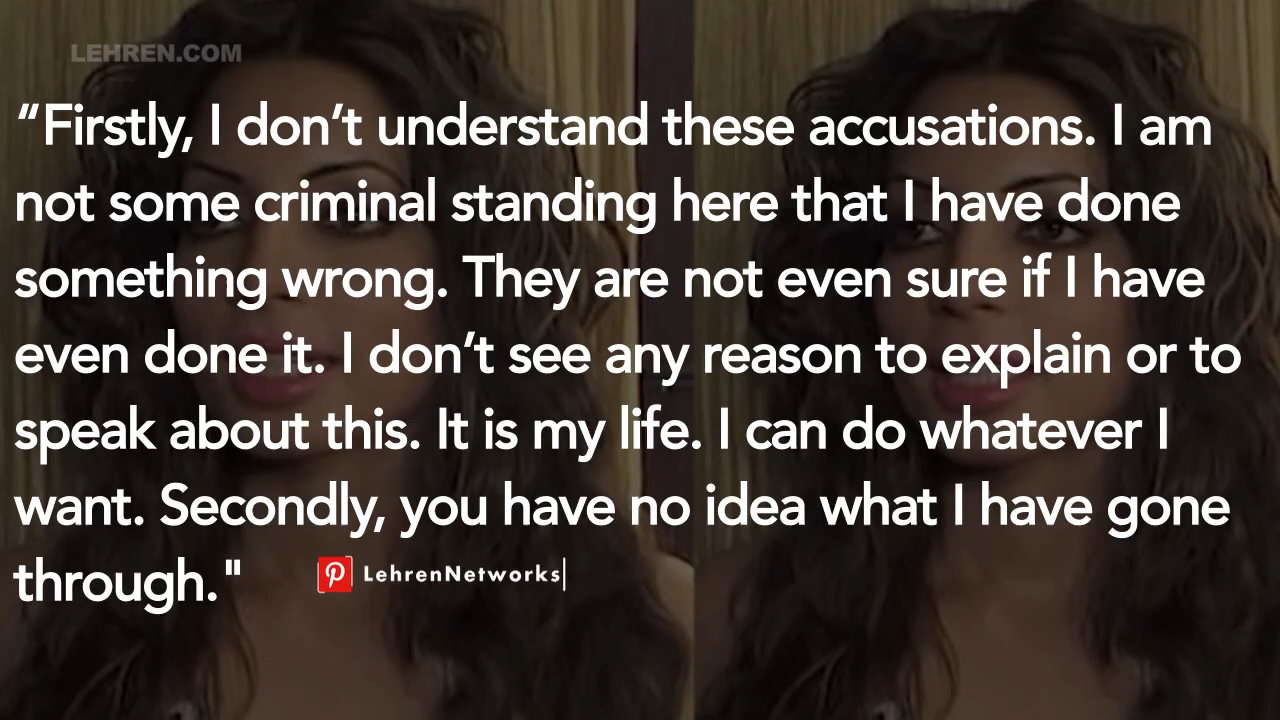 LEHREN.COM
“Firstly, I don’t understand these accusations. I am
not some criminal standing here that I have done
something wrong. They are not even sure if I have
even done it. I don’t see any reason to explain or to
speak about this. It is my life. I can do whatever I
want. Secondly, you have no idea what I have gone
through."
LehrenNetworks